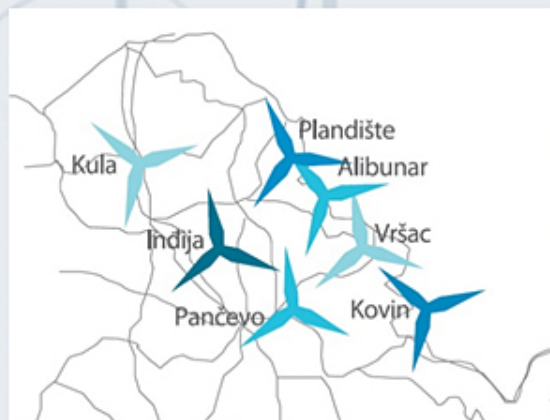 Plandište
Kula
Alibunar
Inđija
Vršac
Pančevo
Kovin